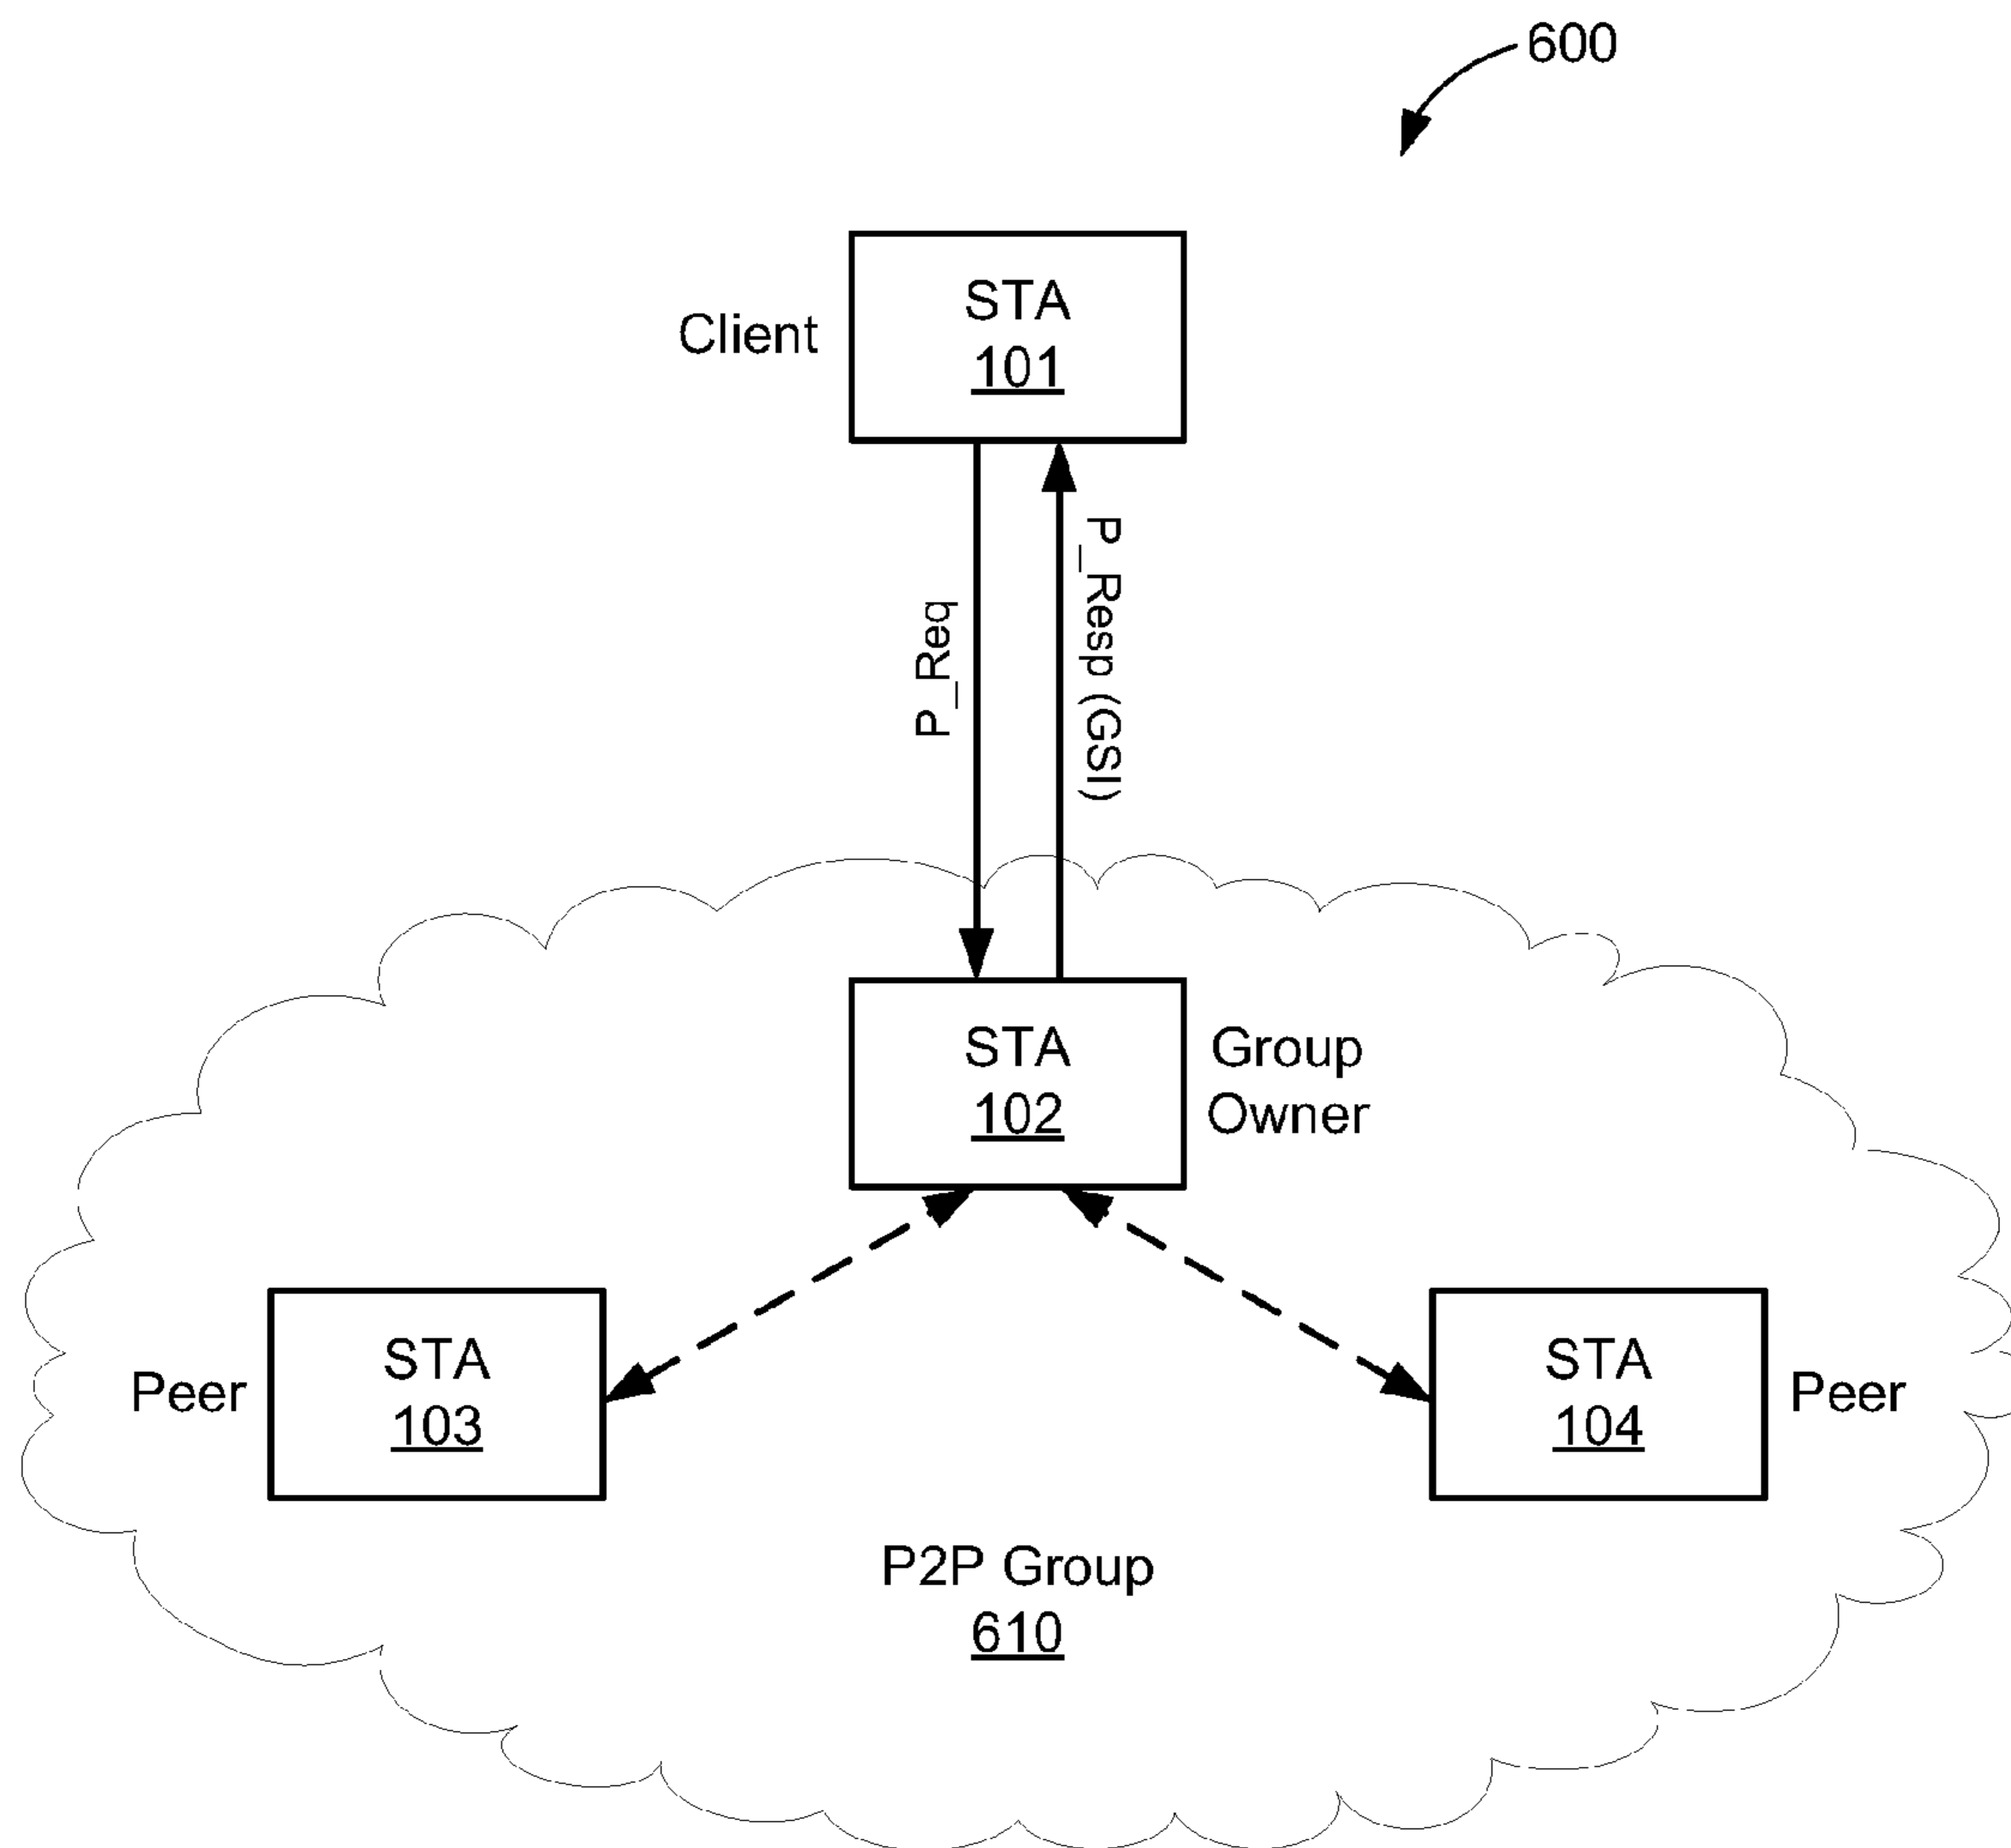 600
Client
STA
101
P_Req
P_Resp (GSI)
STA
102
Group
Owner
Peer
STA
103
STA
104
Peer
P2P Group
610